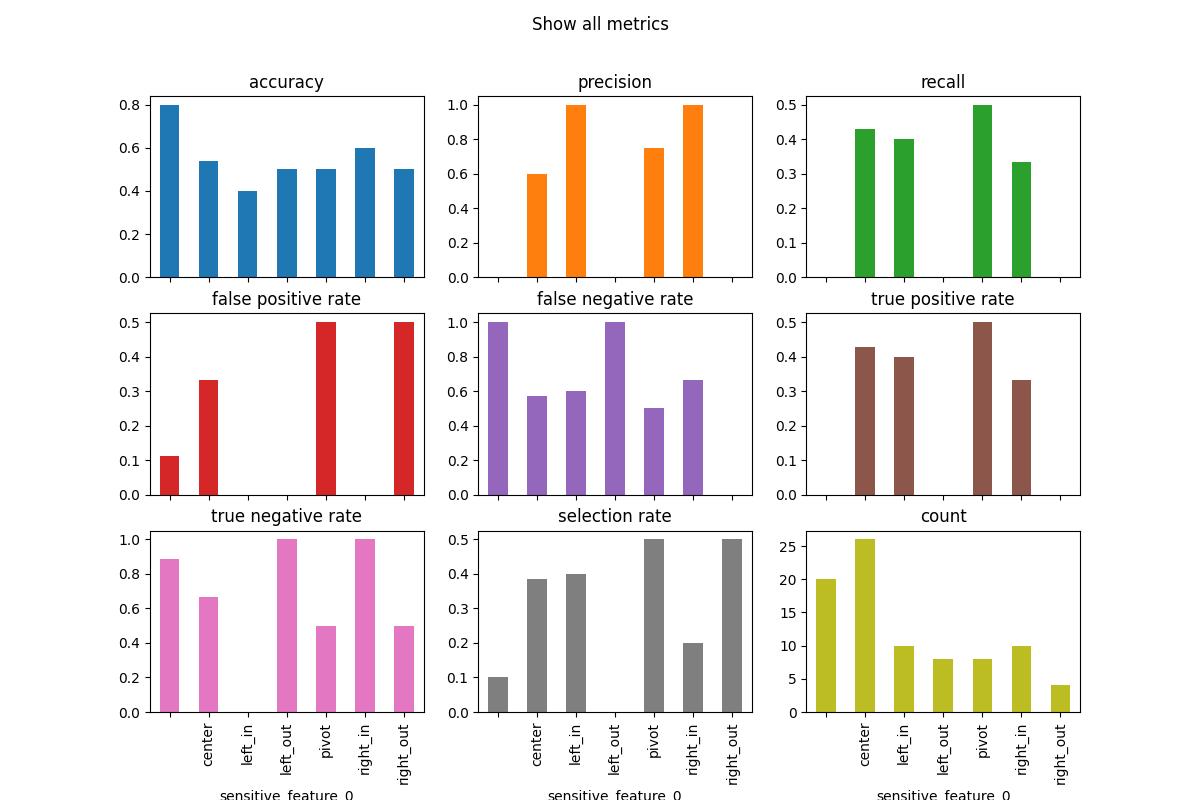 Show all metrics
accuracy
0.8
0.6
0.4
0.2
0.0
precision
1.0
0.8
0.6
0.4
0.2
0.0
recall
0.5
0.4
0.3
0.2
0.1
0.0
false positive rate
0.5
0.4
0.3
0.2
0.1
0.0
false negative rate
1.0
0.8
0.6
0.4
0.2
0.0
true positive rate
0.5
0.4
0.3
0.2
0.1
0.0
true negative rate
1.0
0.8
0.6
0.4
0.2
0.0
center
left_in
left_out
pivot
right_in
right_out
sensitive_feature_0
selection rate
0.5
0.4
0.3
0.2
0.1
0.0
center
left_in
left_out
pivot
right_in
right_out
sensitive_feature_0
count
25
20
15
10
5
0
center
left_in
left_out
pivot
right_in
right_out
sensitive_feature_0